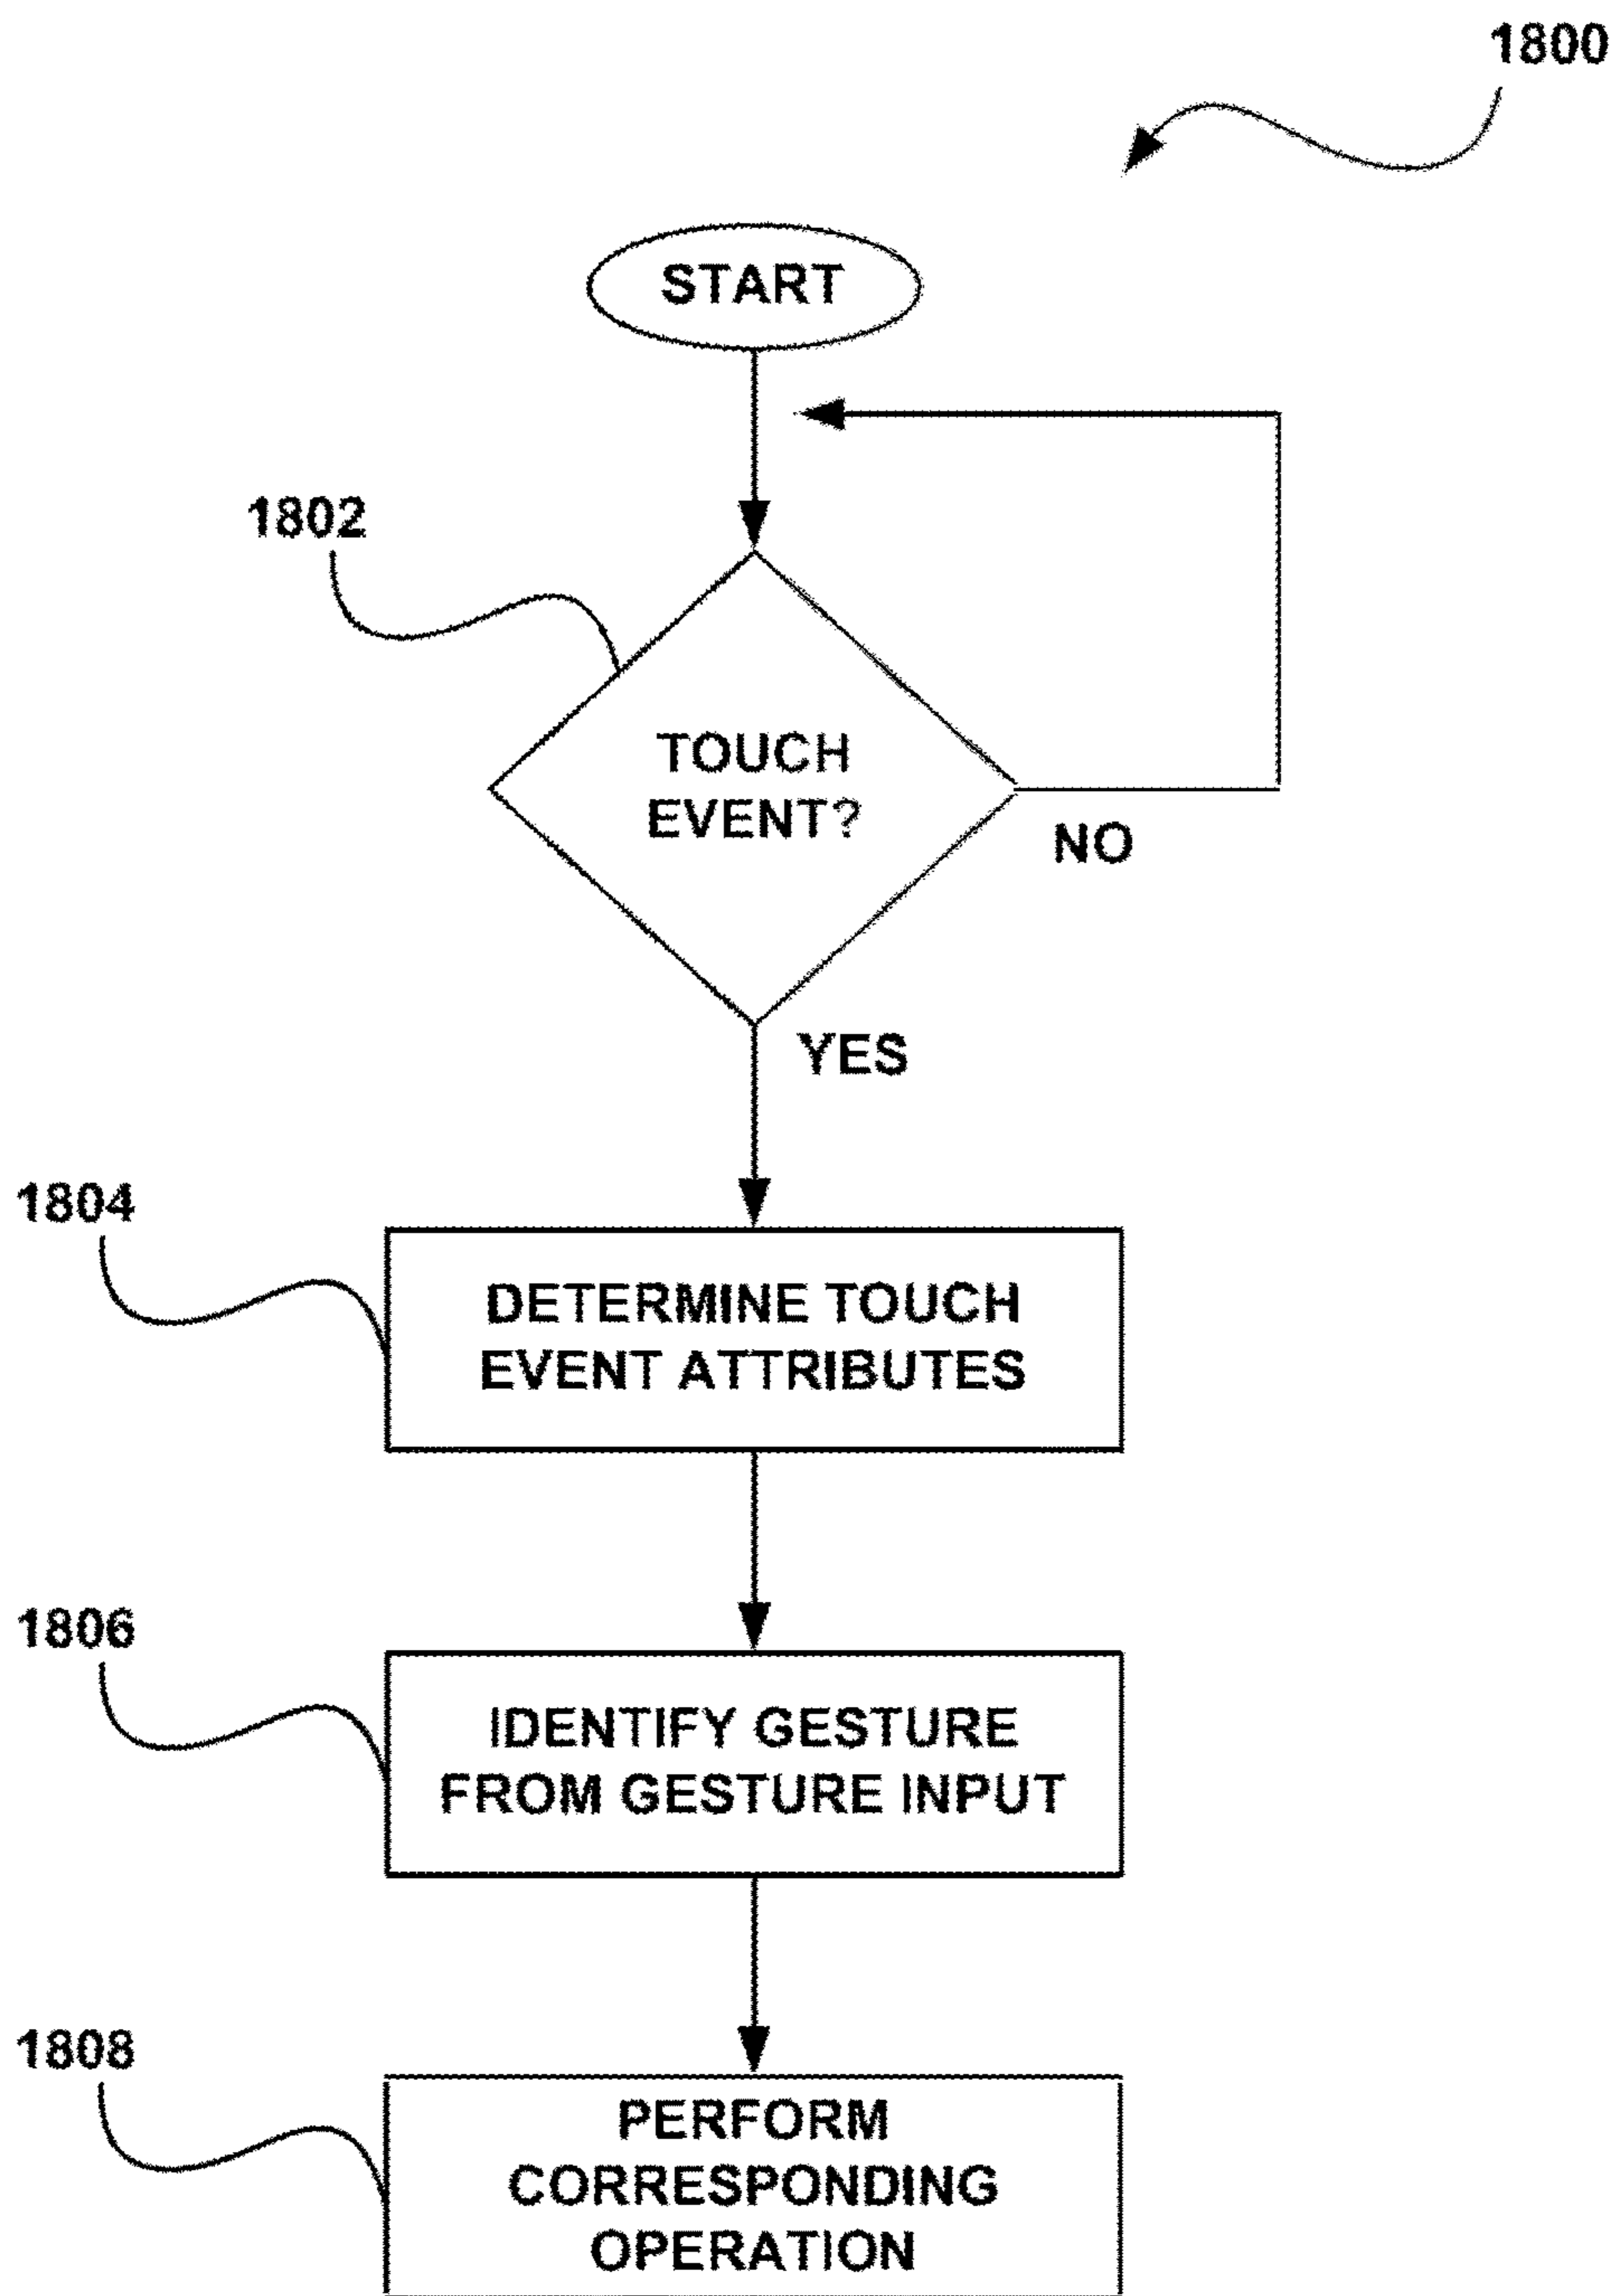 1800
START
1802
TOUCH
EVENT?
NO
YES
1804
DETERMINE TOUCH
EVENT ATTRIBUTES
1806
IDENTIFY GESTURE
FROM GESTURE INPUT
1808
PERFORM
CORRESPONDING
OPERATION